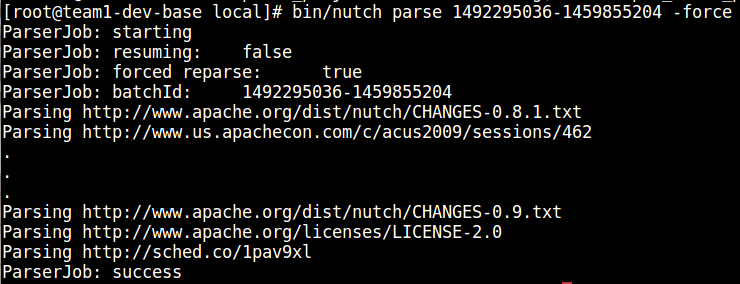 [root@team1-dev-base local]# bin/nutch parse 1492295036-1459855204 -force
ParserJob: starting
ParserJob: resuming:    false
ParserJob: forced reparse:      true
ParserJob: batchId:     1492295036-1459855204
Parsing http://www.apache.org/dist/nutch/CHANGES-0.8.1.txt
Parsing http://www.us.apachecon.com/c/acus2009/sessions/462
.
.
.
Parsing http://www.apache.org/dist/nutch/CHANGES-0.9.txt
Parsing http://www.apache.org/licenses/LICENSE-2.0
Parsing http://sched.co/1pav9xl
ParserJob: success